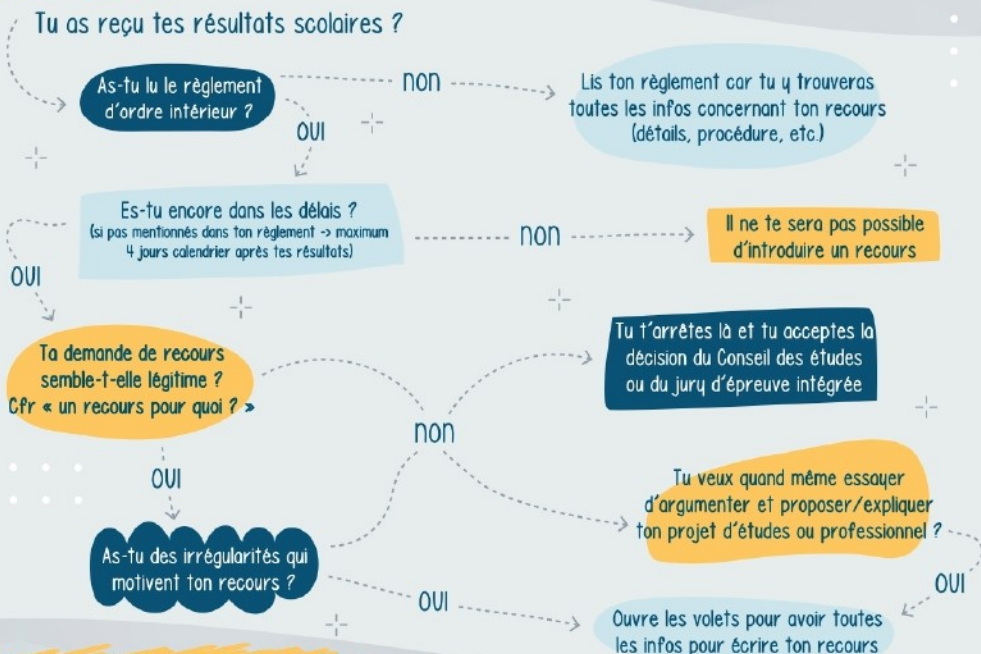 Tu as reçu tes résultats scolaires ?
As-tu lu le règlement
d'ordre intérieur ?
non
Lis ton règlement car tu y trouveras
toutes les infos concernant ton recours
(détails, procédure, etc.)
OUI
Es-tu encore dans les délais ?
(si pas mentionnés dans ton règlement -> maximum
4 jours calendrier après tes résultats)
non
Il ne te sera pas possible
d'introduire un recours
OUI
Ta demande de recours
semble-t-elle légitime ?
Cfr « un recours pour quoi ? »
Tu t'arrêtes là et tu acceptes la
décision du Conseil des études
ou du jury d'épreuve intégrée
non
OUI
Tu veux quand même essayer
d'argumenter et proposer/expliquer
ton projet d'études ou professionnel ?
As-tu des irrégularités qui
motivent ton recours ?
OUI
OUI
Ouvre les volets pour avoir toutes
les infos pour écrire ton recours